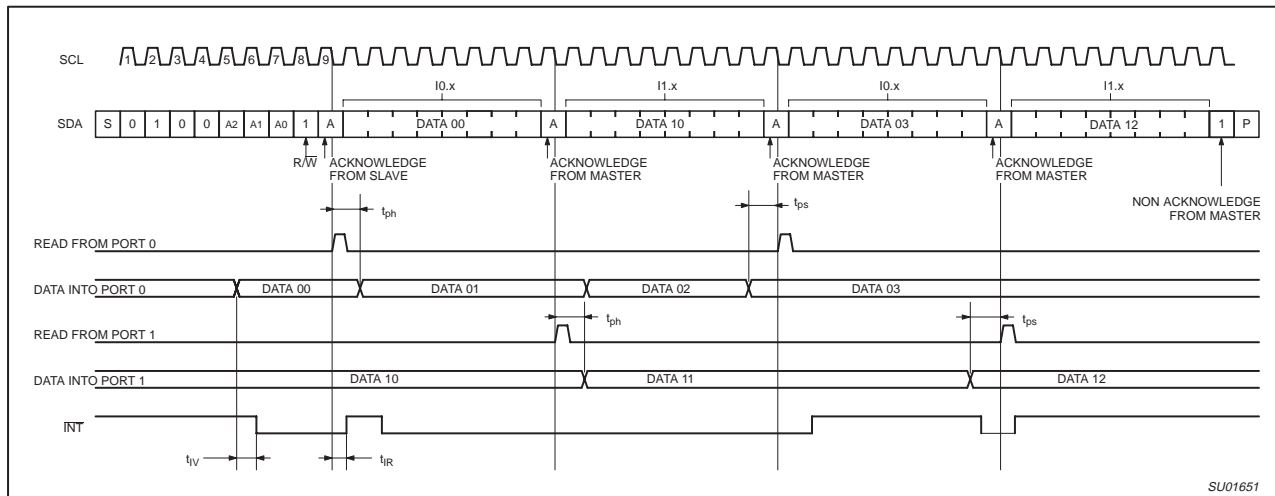 SCL 1 2 3 4 5 6 7 8 9
I0.x I1.x I0.x I1.x
SDA S 0 1 0 0 A2 A1 A0 1 A DATA 00 A DATA 10 A DATA 03 A DATA 12 1 P
R/W ACKNOWLEDGE FROM SLAVE
ACKNOWLEDGE FROM MASTER
ACKNOWLEDGE FROM MASTER
ACKNOWLEDGE FROM MASTER
NON ACKNOWLEDGE FROM MASTER
tph tps
READ FROM PORT 0
DATA INTO PORT 0 DATA 00 DATA 01 DATA 02 DATA 03
tph tps
READ FROM PORT 1
DATA INTO PORT 1 DATA 10 DATA 11 DATA 12
INT
tIV tIR
SU01651